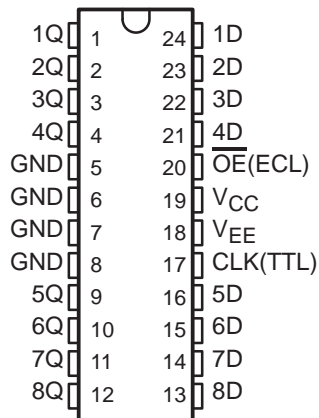 1Q 1 24 1D
2Q 2 23 2D
3Q 3 22 3D
4Q 4 21 4D
GND 5 20 O̅E̅(ECL)
GND 6 19 VCC
GND 7 18 VEE
GND 8 17 CLK(TTL)
5Q 9 16 5D
6Q 10 15 6D
7Q 11 14 7D
8Q 12 13 8D